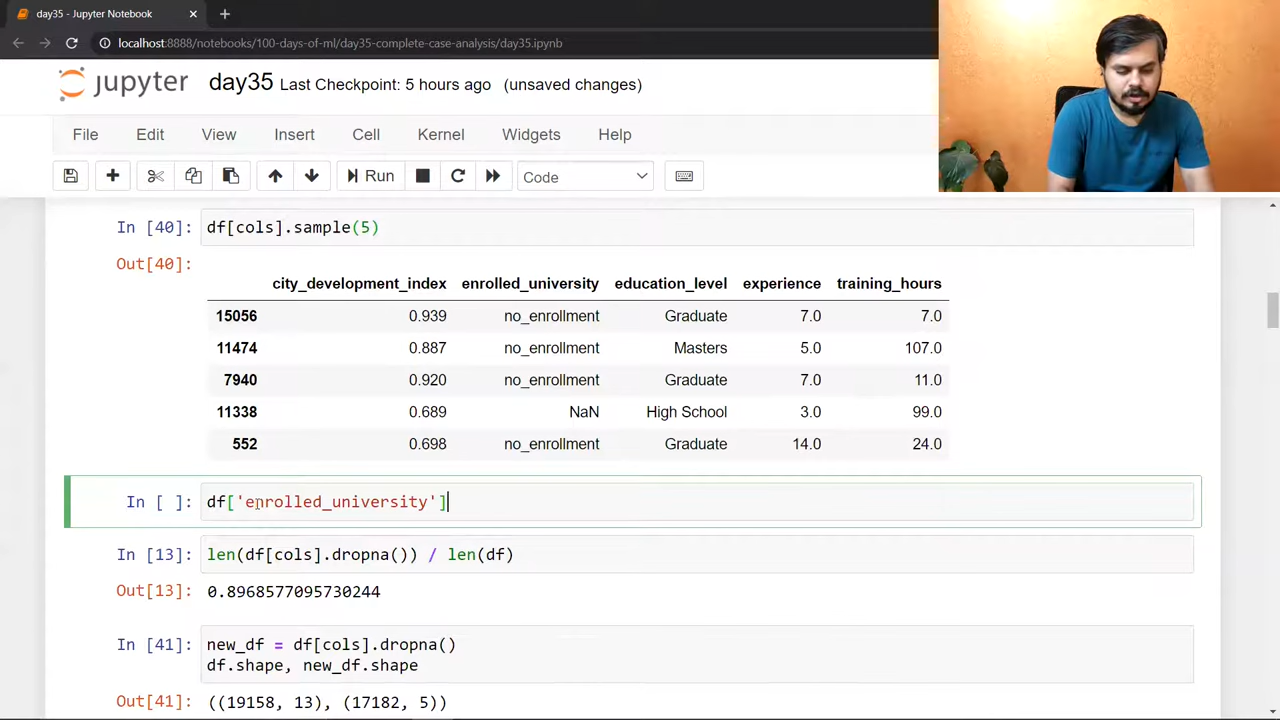 day35 - Jupyter Notebook
localhost:8888/notebooks/100-days-of-ml/day35-complete-case-analysis/day35.ipynb
jupyter day35 Last Checkpoint: 5 hours ago (unsaved changes)
File Edit View Insert Cell Kernel Widgets Help
Run Code
In [40]: df[cols].sample(5)
Out[40]:
city_development_index enrolled_university education_level experience training_hours
15056 0.939 no_enrollment Graduate 7.0 7.0
11474 0.887 no_enrollment Masters 5.0 107.0
7940 0.920 no_enrollment Graduate 7.0 11.0
11338 0.689 NaN High School 3.0 99.0
552 0.698 no_enrollment Graduate 14.0 24.0
In [ ]: df['enrolled_university']
In [13]: len(df[cols].dropna()) / len(df)
Out[13]: 0.8968577095730244
In [41]: new_df = df[cols].dropna()
df.shape, new_df.shape
Out[41]: ((19158, 13), (17182, 5))